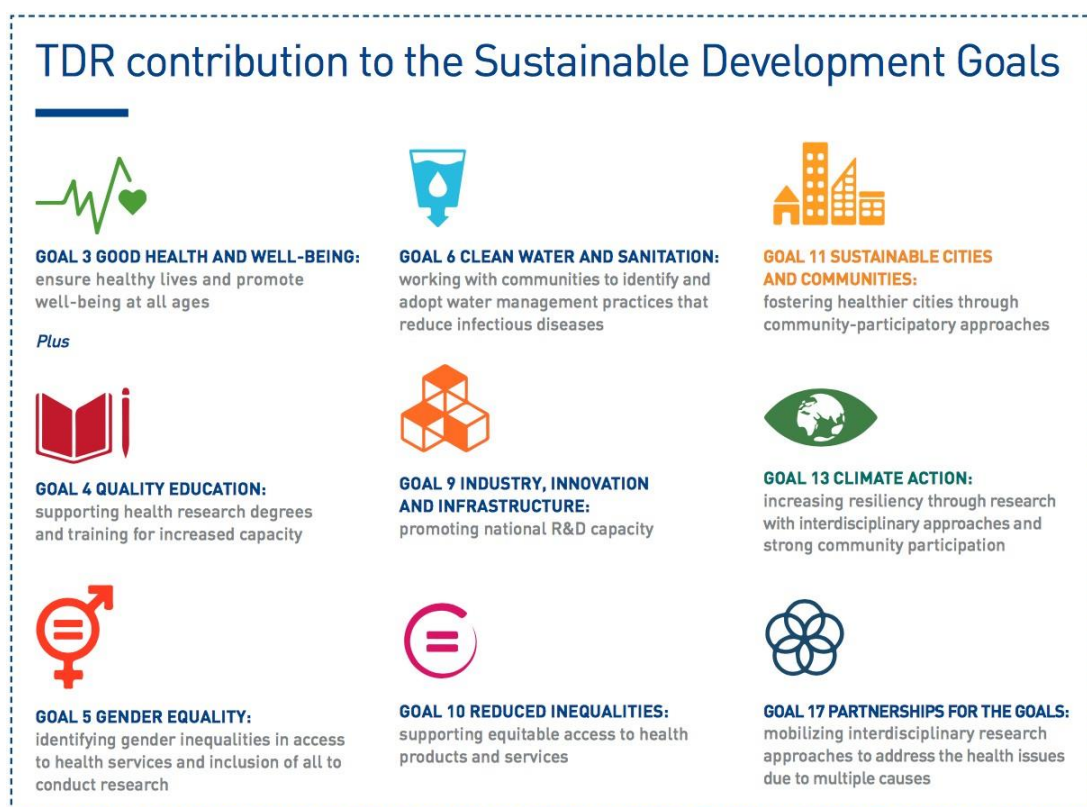 TDR contribution to the Sustainable Development Goals
GOAL 3 GOOD HEALTH AND WELL-BEING:
ensure healthy lives and promote
well-being at all ages
Plus
GOAL 4 QUALITY EDUCATION:
supporting health research degrees
and training for increased capacity
GOAL 5 GENDER EQUALITY:
identifying gender inequalities in access
to health services and inclusion of all to
conduct research
GOAL 6 CLEAN WATER AND SANITATION:
working with communities to identify and
adopt water management practices that
reduce infectious diseases
GOAL 9 INDUSTRY, INNOVATION
AND INFRASTRUCTURE:
promoting national R&D capacity
GOAL 10 REDUCED INEQUALITIES:
supporting equitable access to health
products and services
GOAL 11 SUSTAINABLE CITIES
AND COMMUNITIES:
fostering healthier cities through
community-participatory approaches
GOAL 13 CLIMATE ACTION:
increasing resiliency through research
with interdisciplinary approaches and
strong community participation
GOAL 17 PARTNERSHIPS FOR THE GOALS:
mobilizing interdisciplinary research
approaches to address the health issues
due to multiple causes